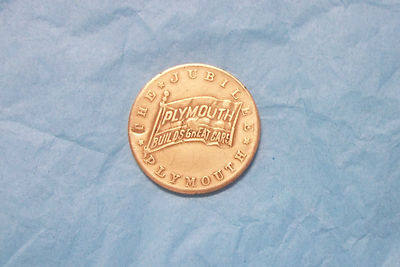 ★ THE ★ JUBILEE ★
PLYMOUTH
BUILDS GREAT CARS
★ PLYMOUTH ★